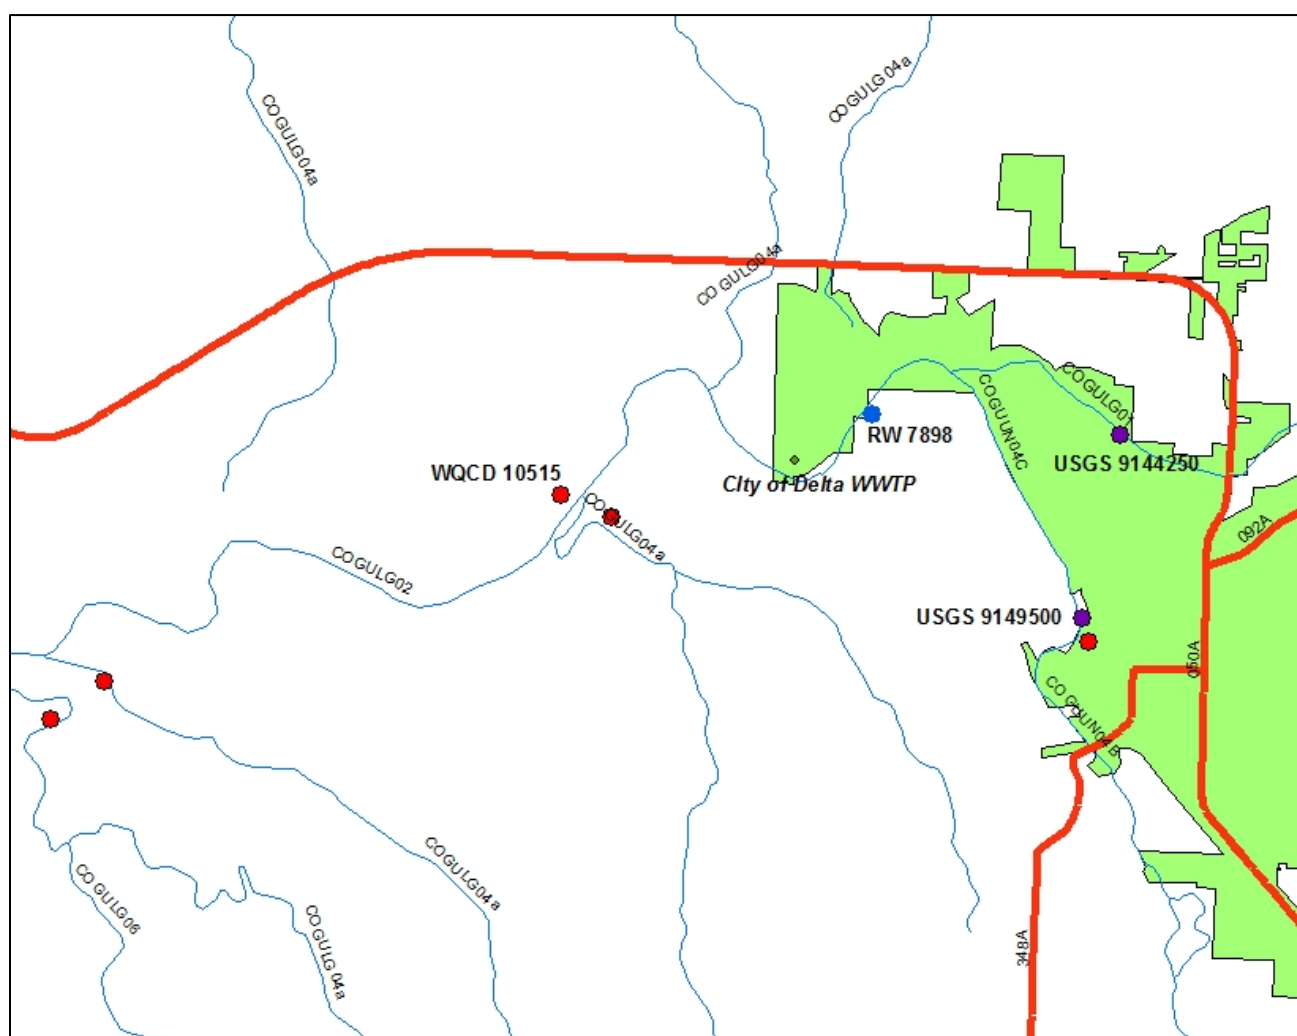 COGULG04a
COGULG04a
COGULG04a
COGULG01
COGUUN04C
RW 7898
USGS 9144250
WQCD 10515
City of Delta WWTP
COGULG04a
092A
COGULG02
USGS 9149500
050A
COGUUN04B
COGULG04a
COGULG06
COGULG04a
348A